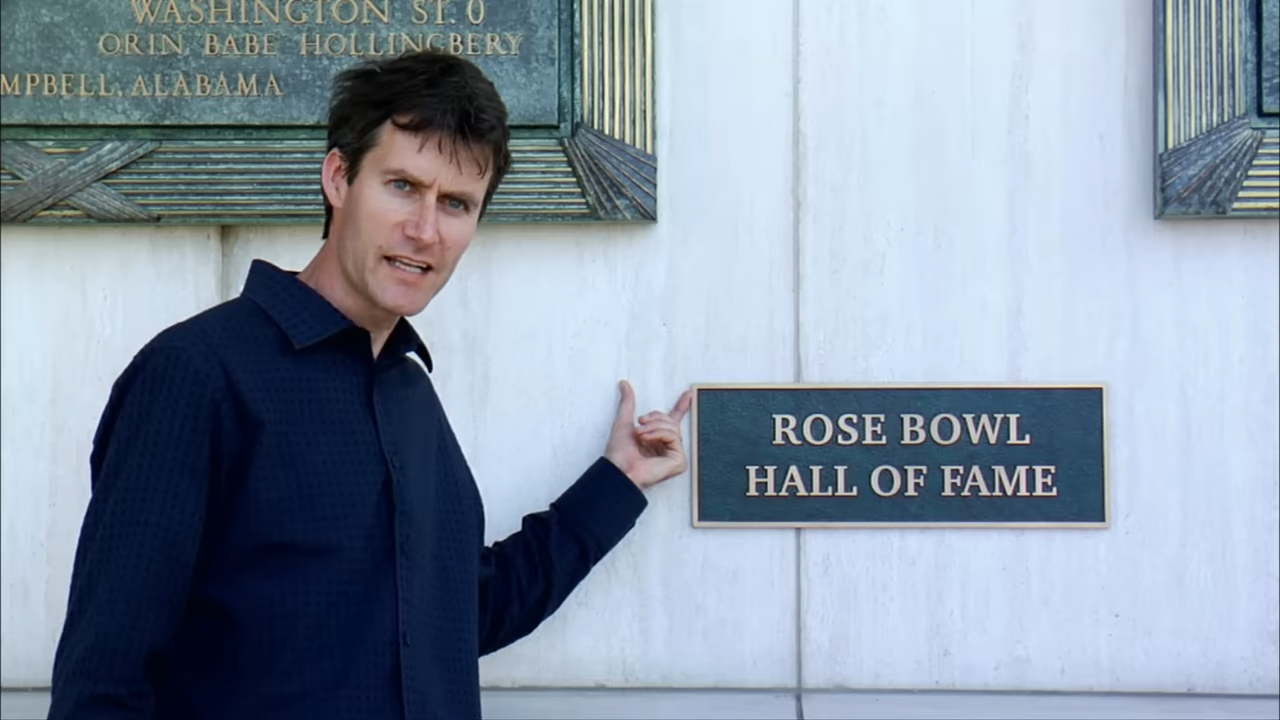 WASHINGTON ST. 0
ORIN "BABE" HOLLINGBERY
MPBELL, ALABAMA
ROSE BOWL
HALL OF FAME